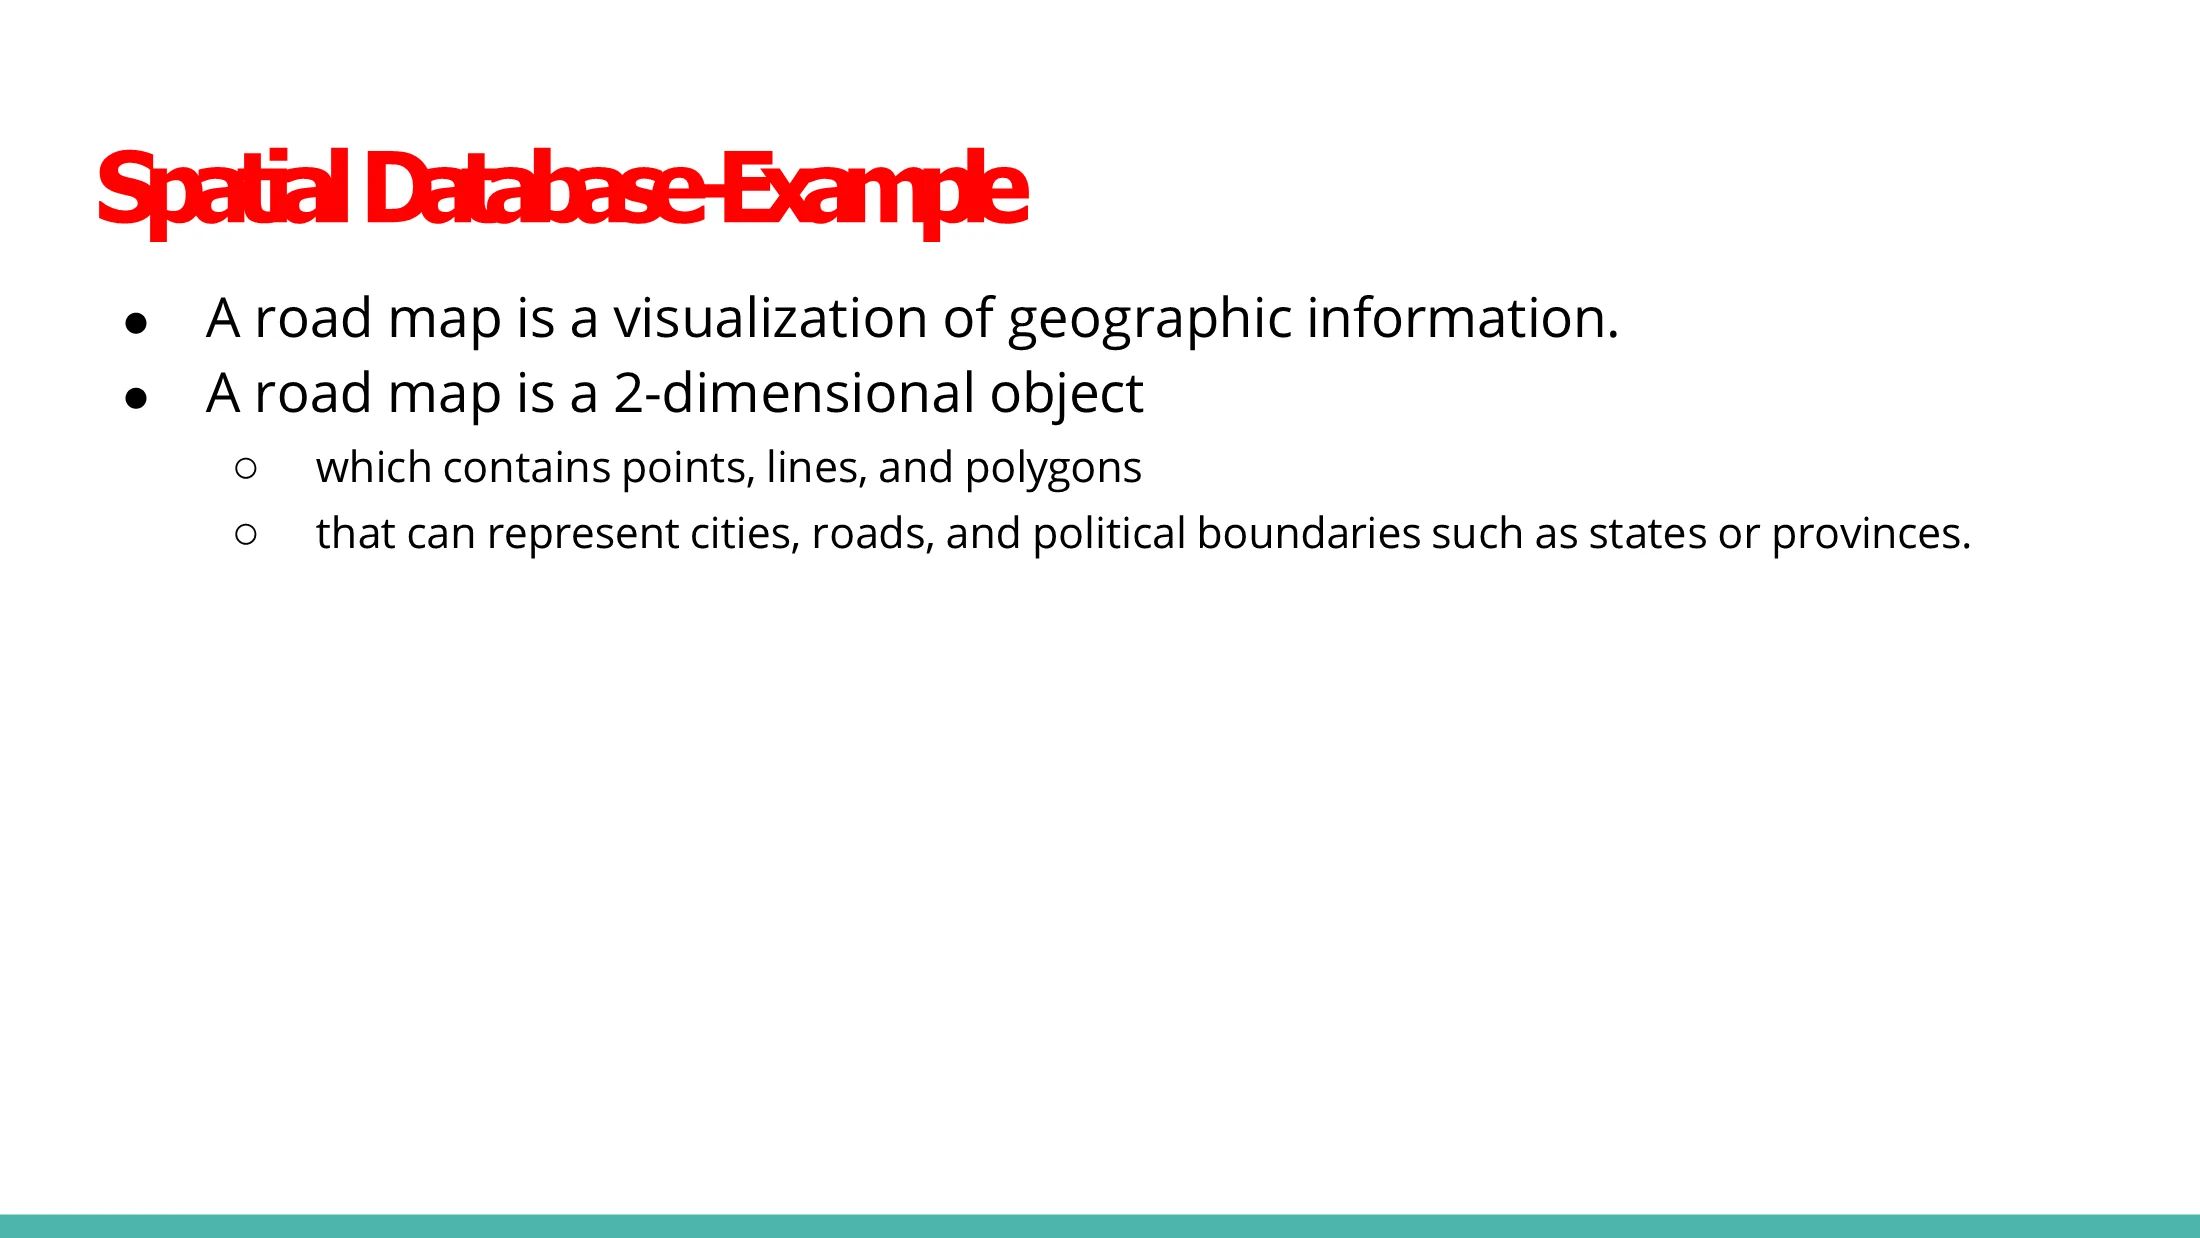 Spatial Database-Example
● A road map is a visualization of geographic information.
● A road map is a 2-dimensional object
○ which contains points, lines, and polygons
○ that can represent cities, roads, and political boundaries such as states or provinces.